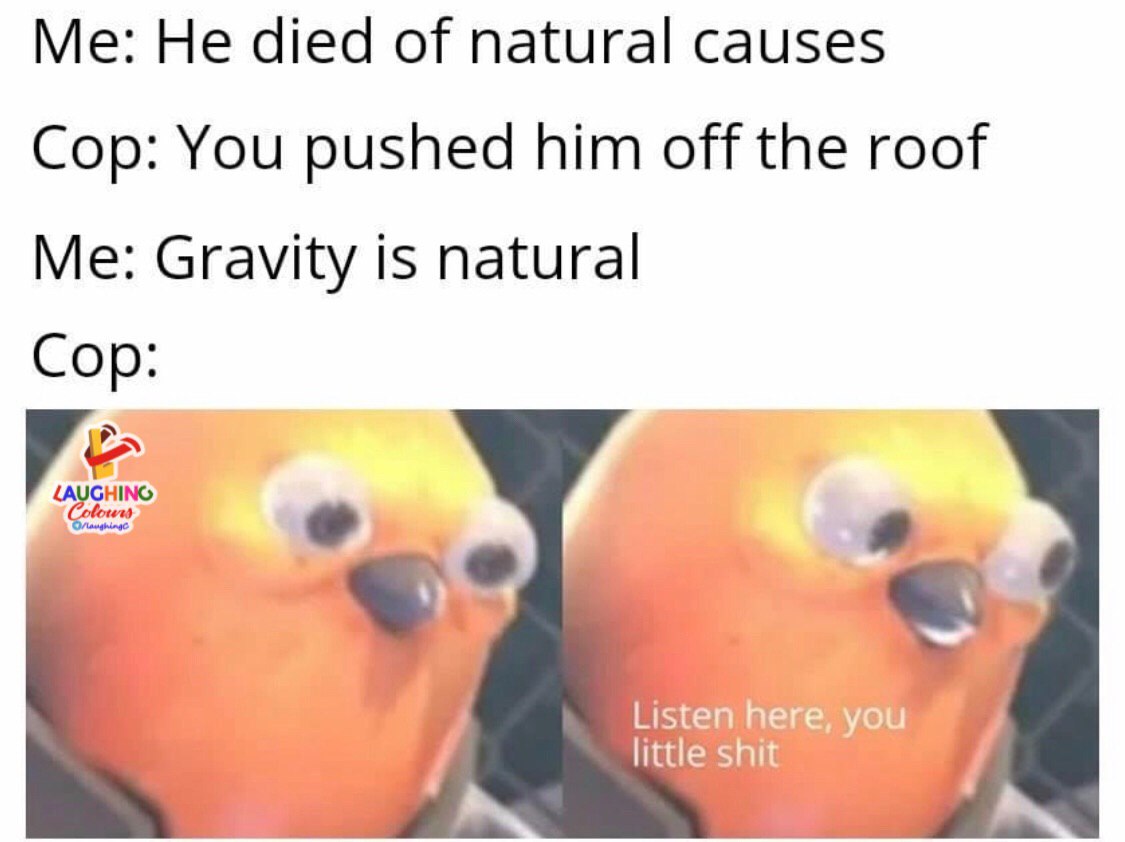 Me: He died of natural causes
Cop: You pushed him off the roof
Me: Gravity is natural
Cop:
LAUGHING
Colours
/laughingC
Listen here, you
little shit